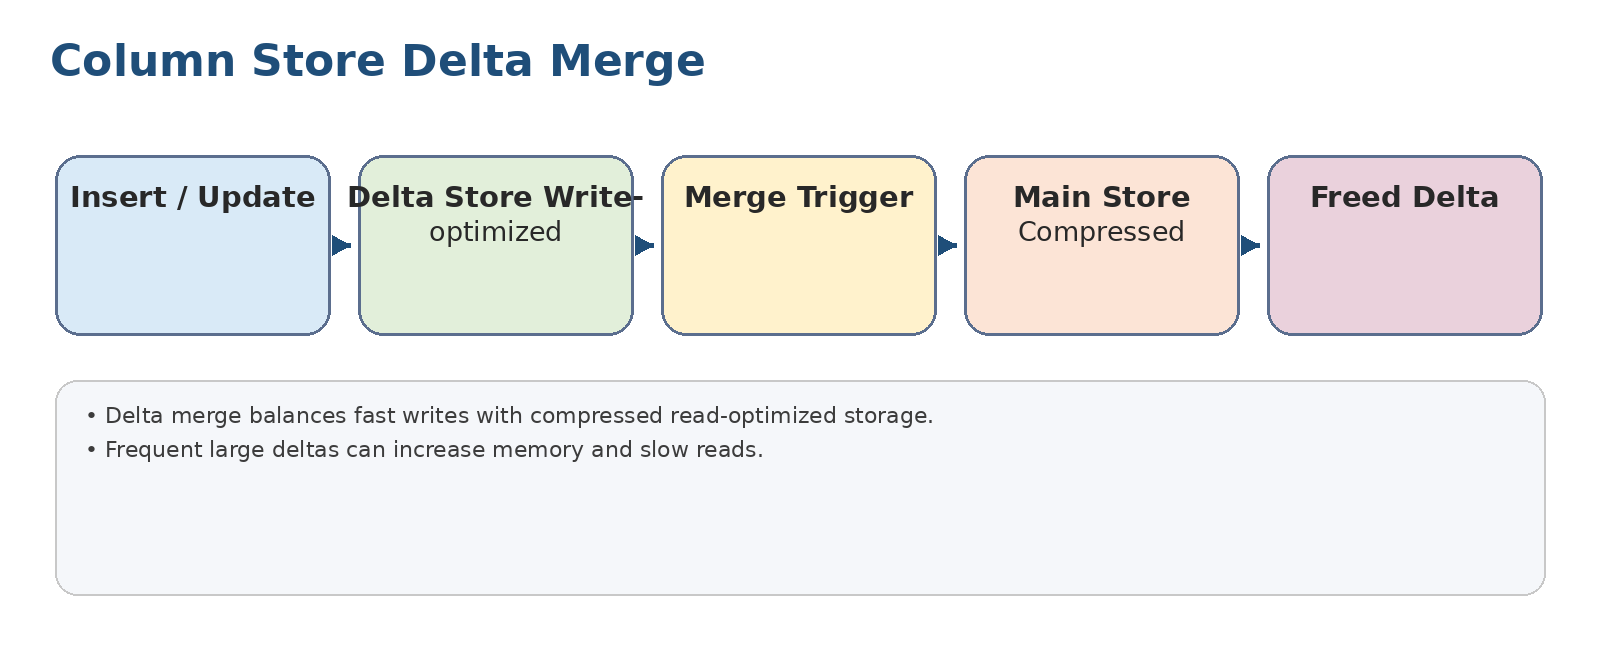 Column Store Delta Merge
Insert / Update
Delta Store Write-
optimized
Merge Trigger
Main Store
Compressed
Freed Delta
• Delta merge balances fast writes with compressed read-optimized storage.
• Frequent large deltas can increase memory and slow reads.